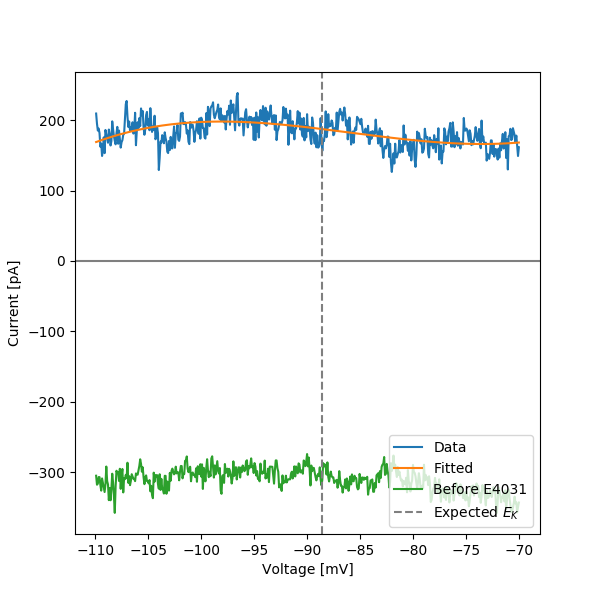 200
100
0
−100
−200
−300
Current [pA]
Data
Fitted
Before E4031
Expected E_K
−110 −105 −100 −95 −90 −85 −80 −75 −70
Voltage [mV]